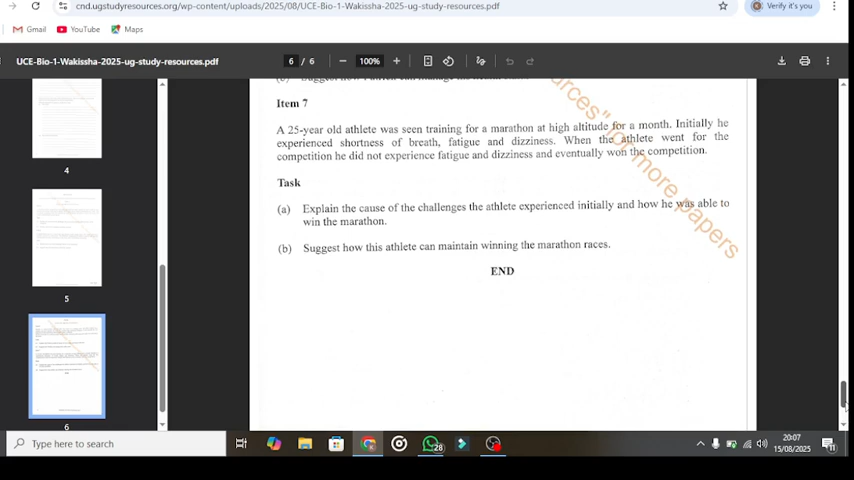 cnd.ugstudyresources.org/wp-content/uploads/2025/08/UCE-Bio-1-Wakissha-2025-ug-study-resources.pdf
Verify it's you
Gmail YouTube Maps
UCE-Bio-1-Wakissha-2025-ug-study-resources.pdf 6 / 6 100%
Item 7
A 25-year old athlete was seen training for a marathon at high altitude for a month. Initially he
experienced shortness of breath, fatigue and dizziness. When the athlete went for the
competition he did not experience fatigue and dizziness and eventually won the competition.
Task
(a) Explain the cause of the challenges the athlete experienced initially and how he was able to
win the marathon.
(b) Suggest how this athlete can maintain winning the marathon races.
END
" for more papers
4
5
6
Type here to search
28
20:07
15/08/2025